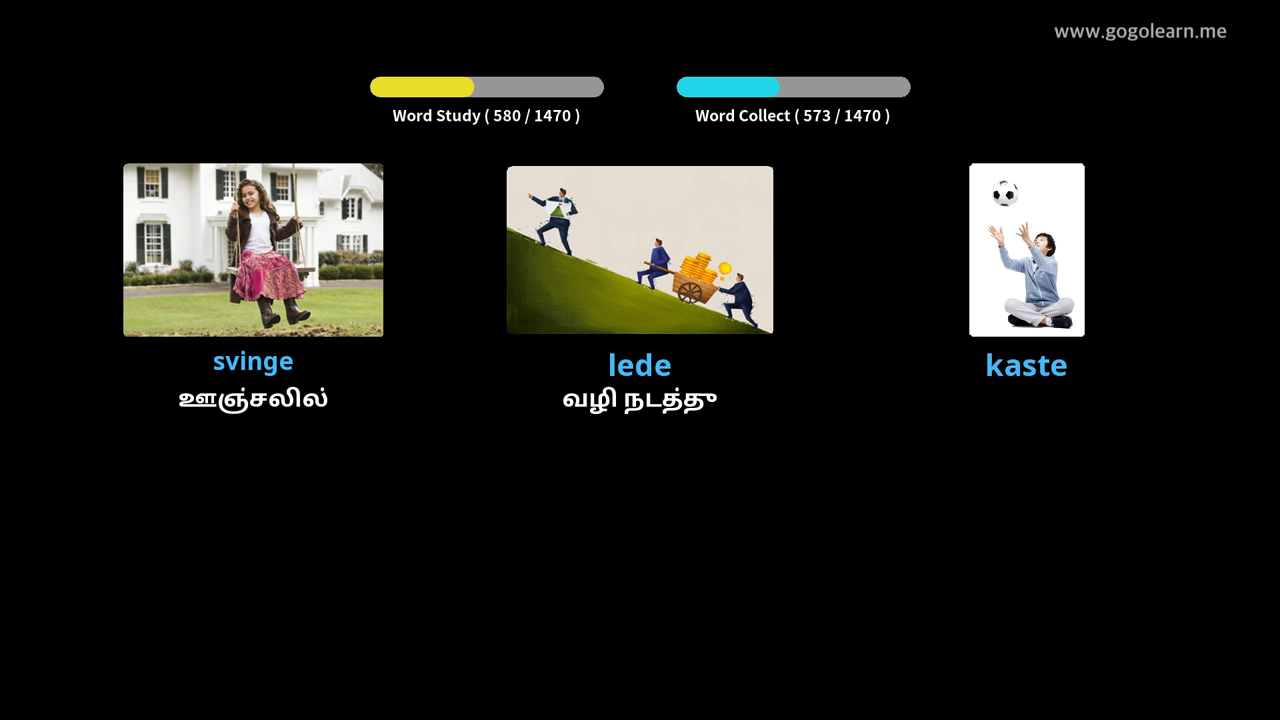 www.gogolearn.me
Word Study ( 580 / 1470 )
Word Collect ( 573 / 1470 )
svinge
ஊஞ்சலில்
lede
வழி நடத்து
kaste